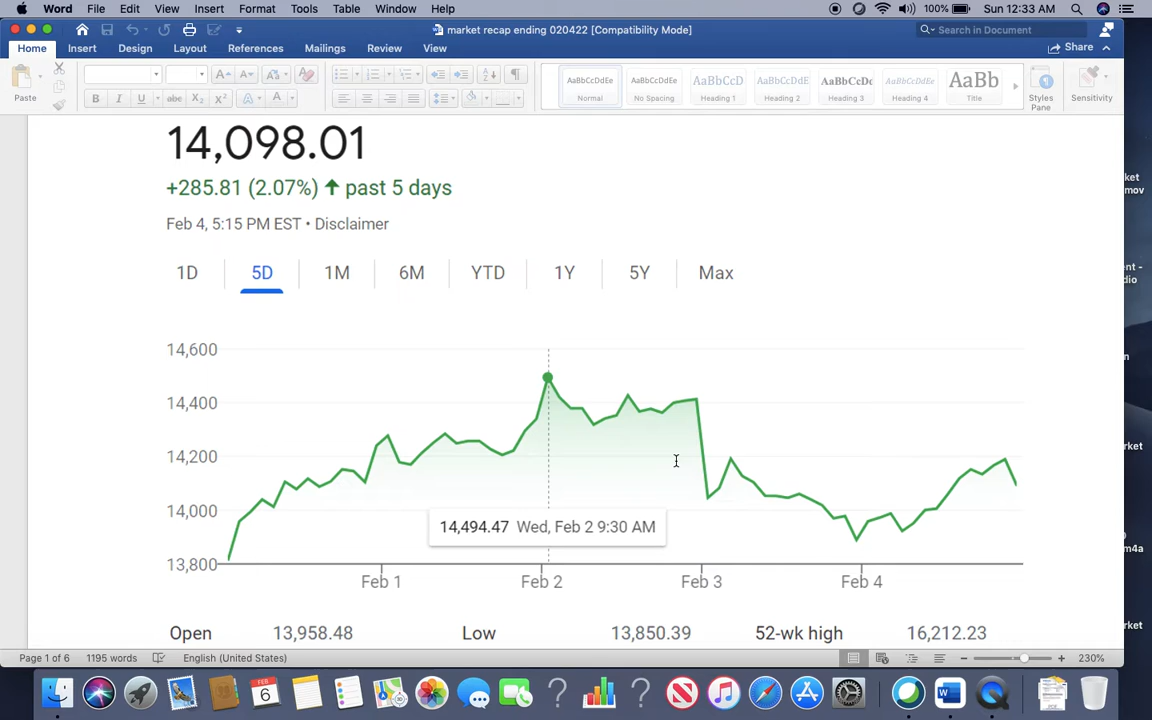 Word File Edit View Insert Format Tools Table Window Help 100% Sun 12:33 AM
market recap ending 020422 [Compatibility Mode] Search in Document
Home Insert Design Layout References Mailings Review View Share
Paste
B I U abc X2 X2 A A
AaBbCcDdEe AaBbCcDdEe AaBbCcD AaBbCcDdE AaBbCcDc AaBbCcDdEe AaBb
Normal No Spacing Heading 1 Heading 2 Heading 3 Heading 4 Title Styles Pane Sensitivity
14,098.01
+285.81 (2.07%) ↑ past 5 days
Feb 4, 5:15 PM EST • Disclaimer
1D 5D 1M 6M YTD 1Y 5Y Max
14,600
14,400
14,200
14,000
13,800
14,494.47 Wed, Feb 2 9:30 AM
Feb 1 Feb 2 Feb 3 Feb 4
Open 13,958.48 Low 13,850.39 52-wk high 16,212.23
Page 1 of 6 1195 words English (United States) 230%
FEB
6